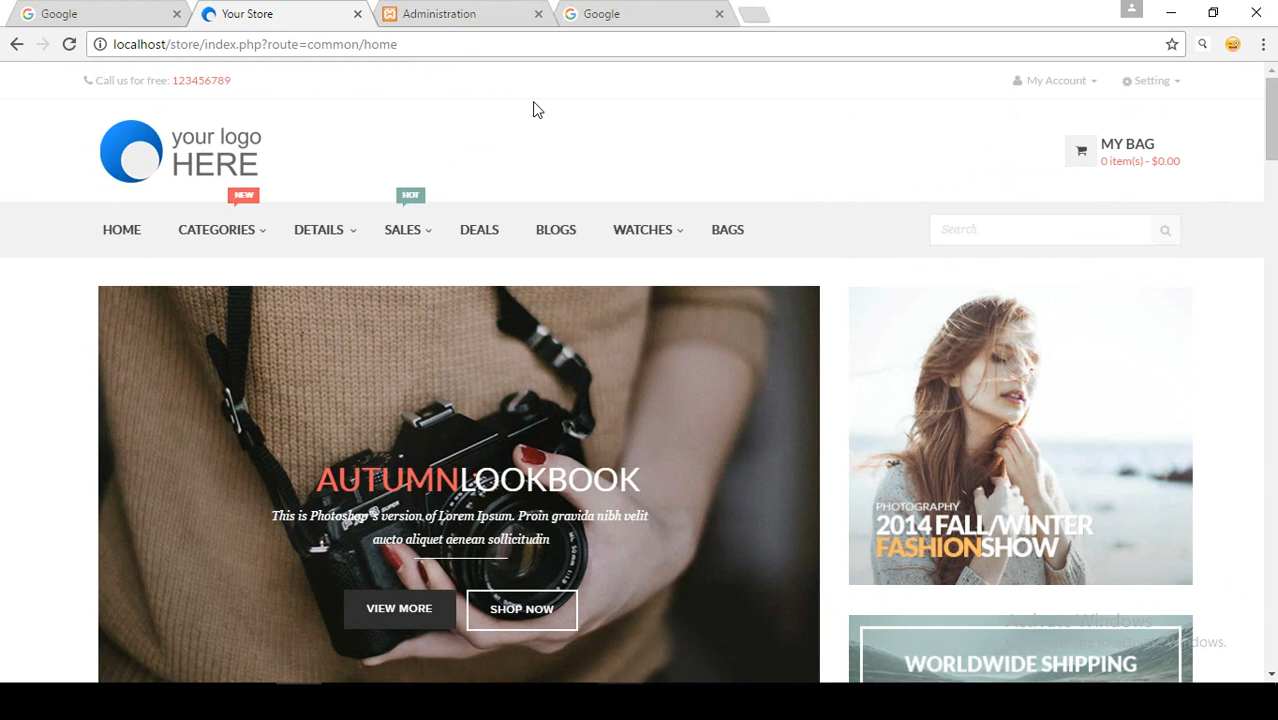 Google
Your Store
Administration
Google
localhost/store/index.php?route=common/home
Call us for free: 123456789
My Account
Setting
your logo
HERE
MY BAG
0 item(s) - $0.00
NEW
HOT
HOME CATEGORIES DETAILS SALES DEALS BLOGS WATCHES BAGS
Search
AUTUMNLOOKBOOK
This is Photoshop's version of Lorem Ipsum. Proin gravida nibh velit
aucto aliquet aenean sollicitudin
VIEW MORE
SHOP NOW
PHOTOGRAPHY
2014 FALL/WINTER
FASHIONSHOW
Activate Windows
WORLDWIDE SHIPPING